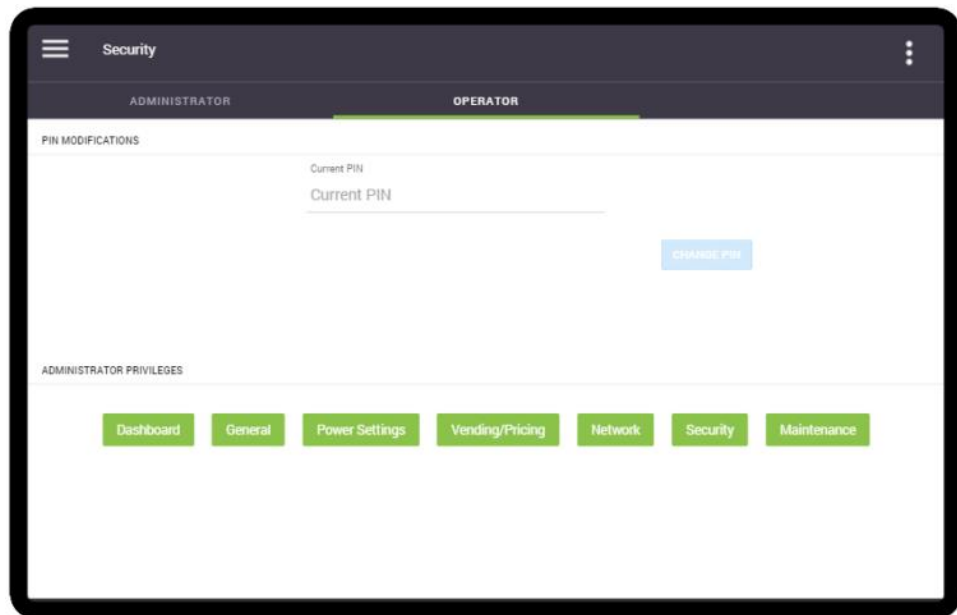 Security
ADMINISTRATOR OPERATOR
PIN MODIFICATIONS
Current PIN
Current PIN
CHANGE PIN
ADMINISTRATOR PRIVILEGES
Dashboard General Power Settings Vending/Pricing Network Security Maintenance